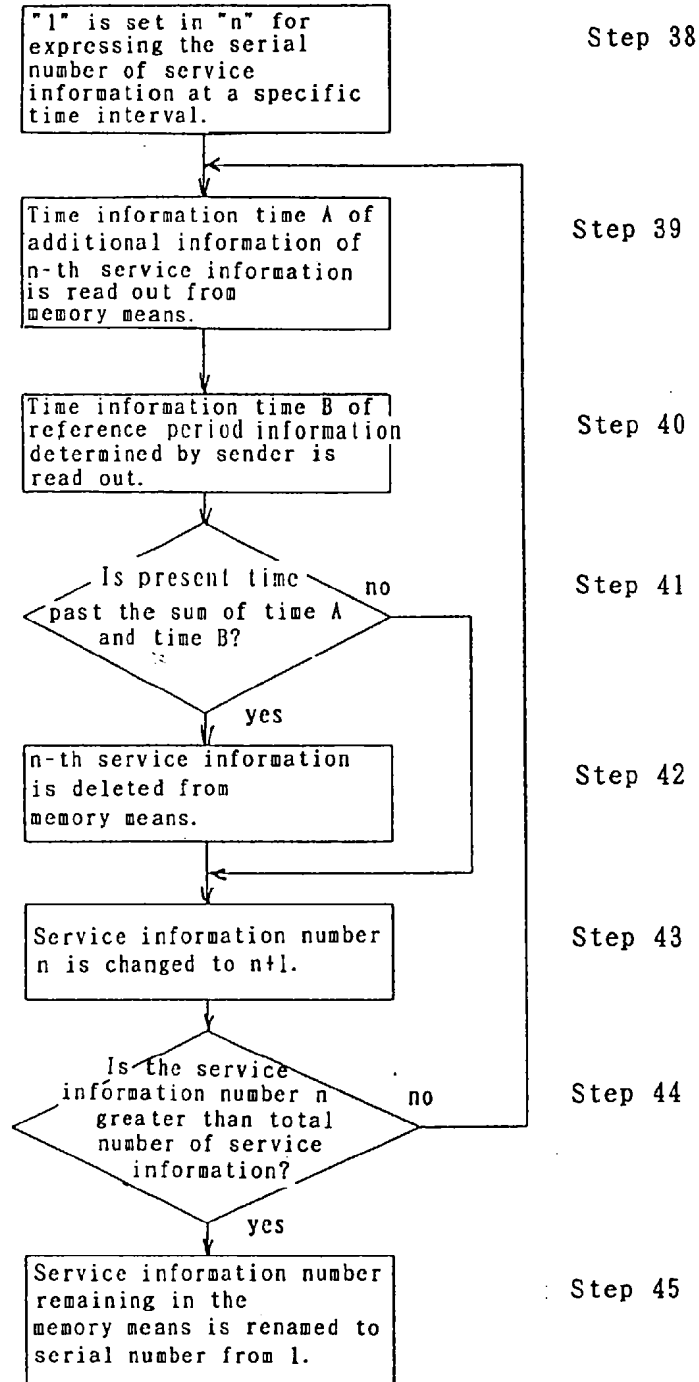 "1" is set in "n" for
expressing the serial
number of service
information at a specific
time interval.
Step 38
Time information time A of
additional information of
n-th service information
is read out from
memory means.
Step 39
Time information time B of
reference period information
determined by sender is
read out.
Step 40
Is present time
past the sum of time A
and time B?
no
Step 41
yes
n-th service information
is deleted from
memory means.
Step 42
Service information number
n is changed to n+1.
Step 43
Is the service
information number n
greater than total
number of service
information?
no
Step 44
yes
Service information number
remaining in the
memory means is renamed to
serial number from 1.
Step 45